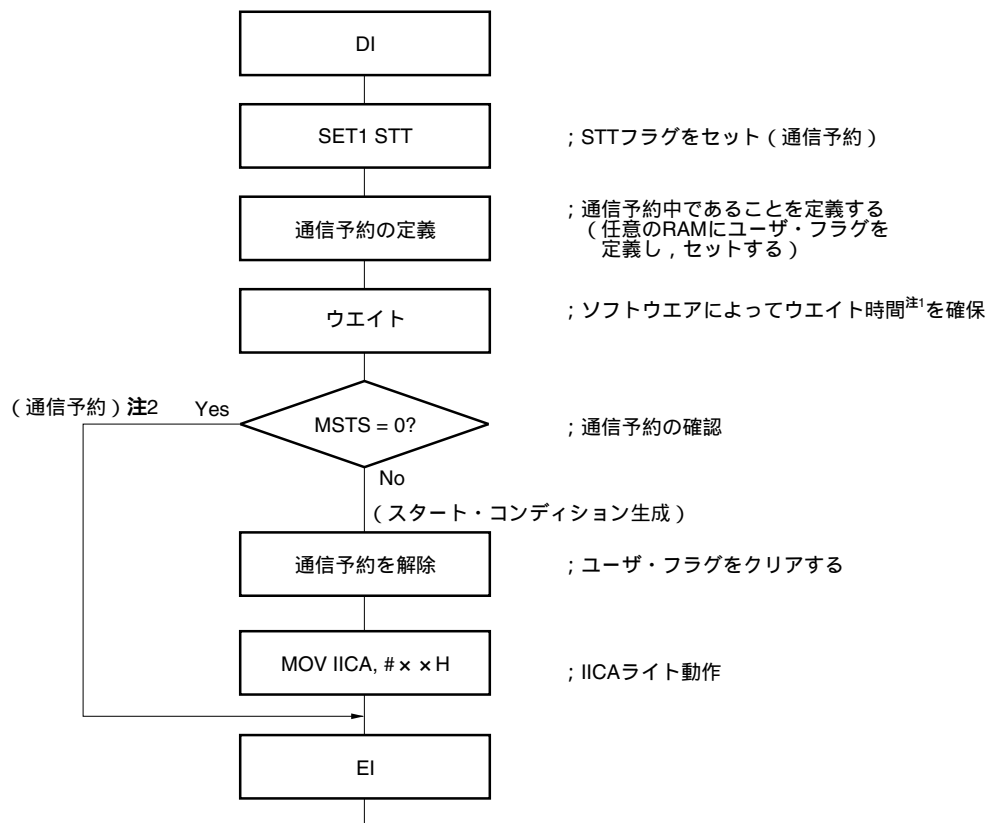 DI
SET1 STT
；STTフラグをセット（通信予約）
通信予約の定義
；通信予約中であることを定義する
（任意のRAMにユーザ・フラグを
定義し，セットする）
ウエイト
；ソフトウエアによってウエイト時間注1を確保
（通信予約）注2
Yes
MSTS = 0?
；通信予約の確認
No
（スタート・コンディション生成）
通信予約を解除
；ユーザ・フラグをクリアする
MOV IICA, #××H
；IICAライト動作
EI